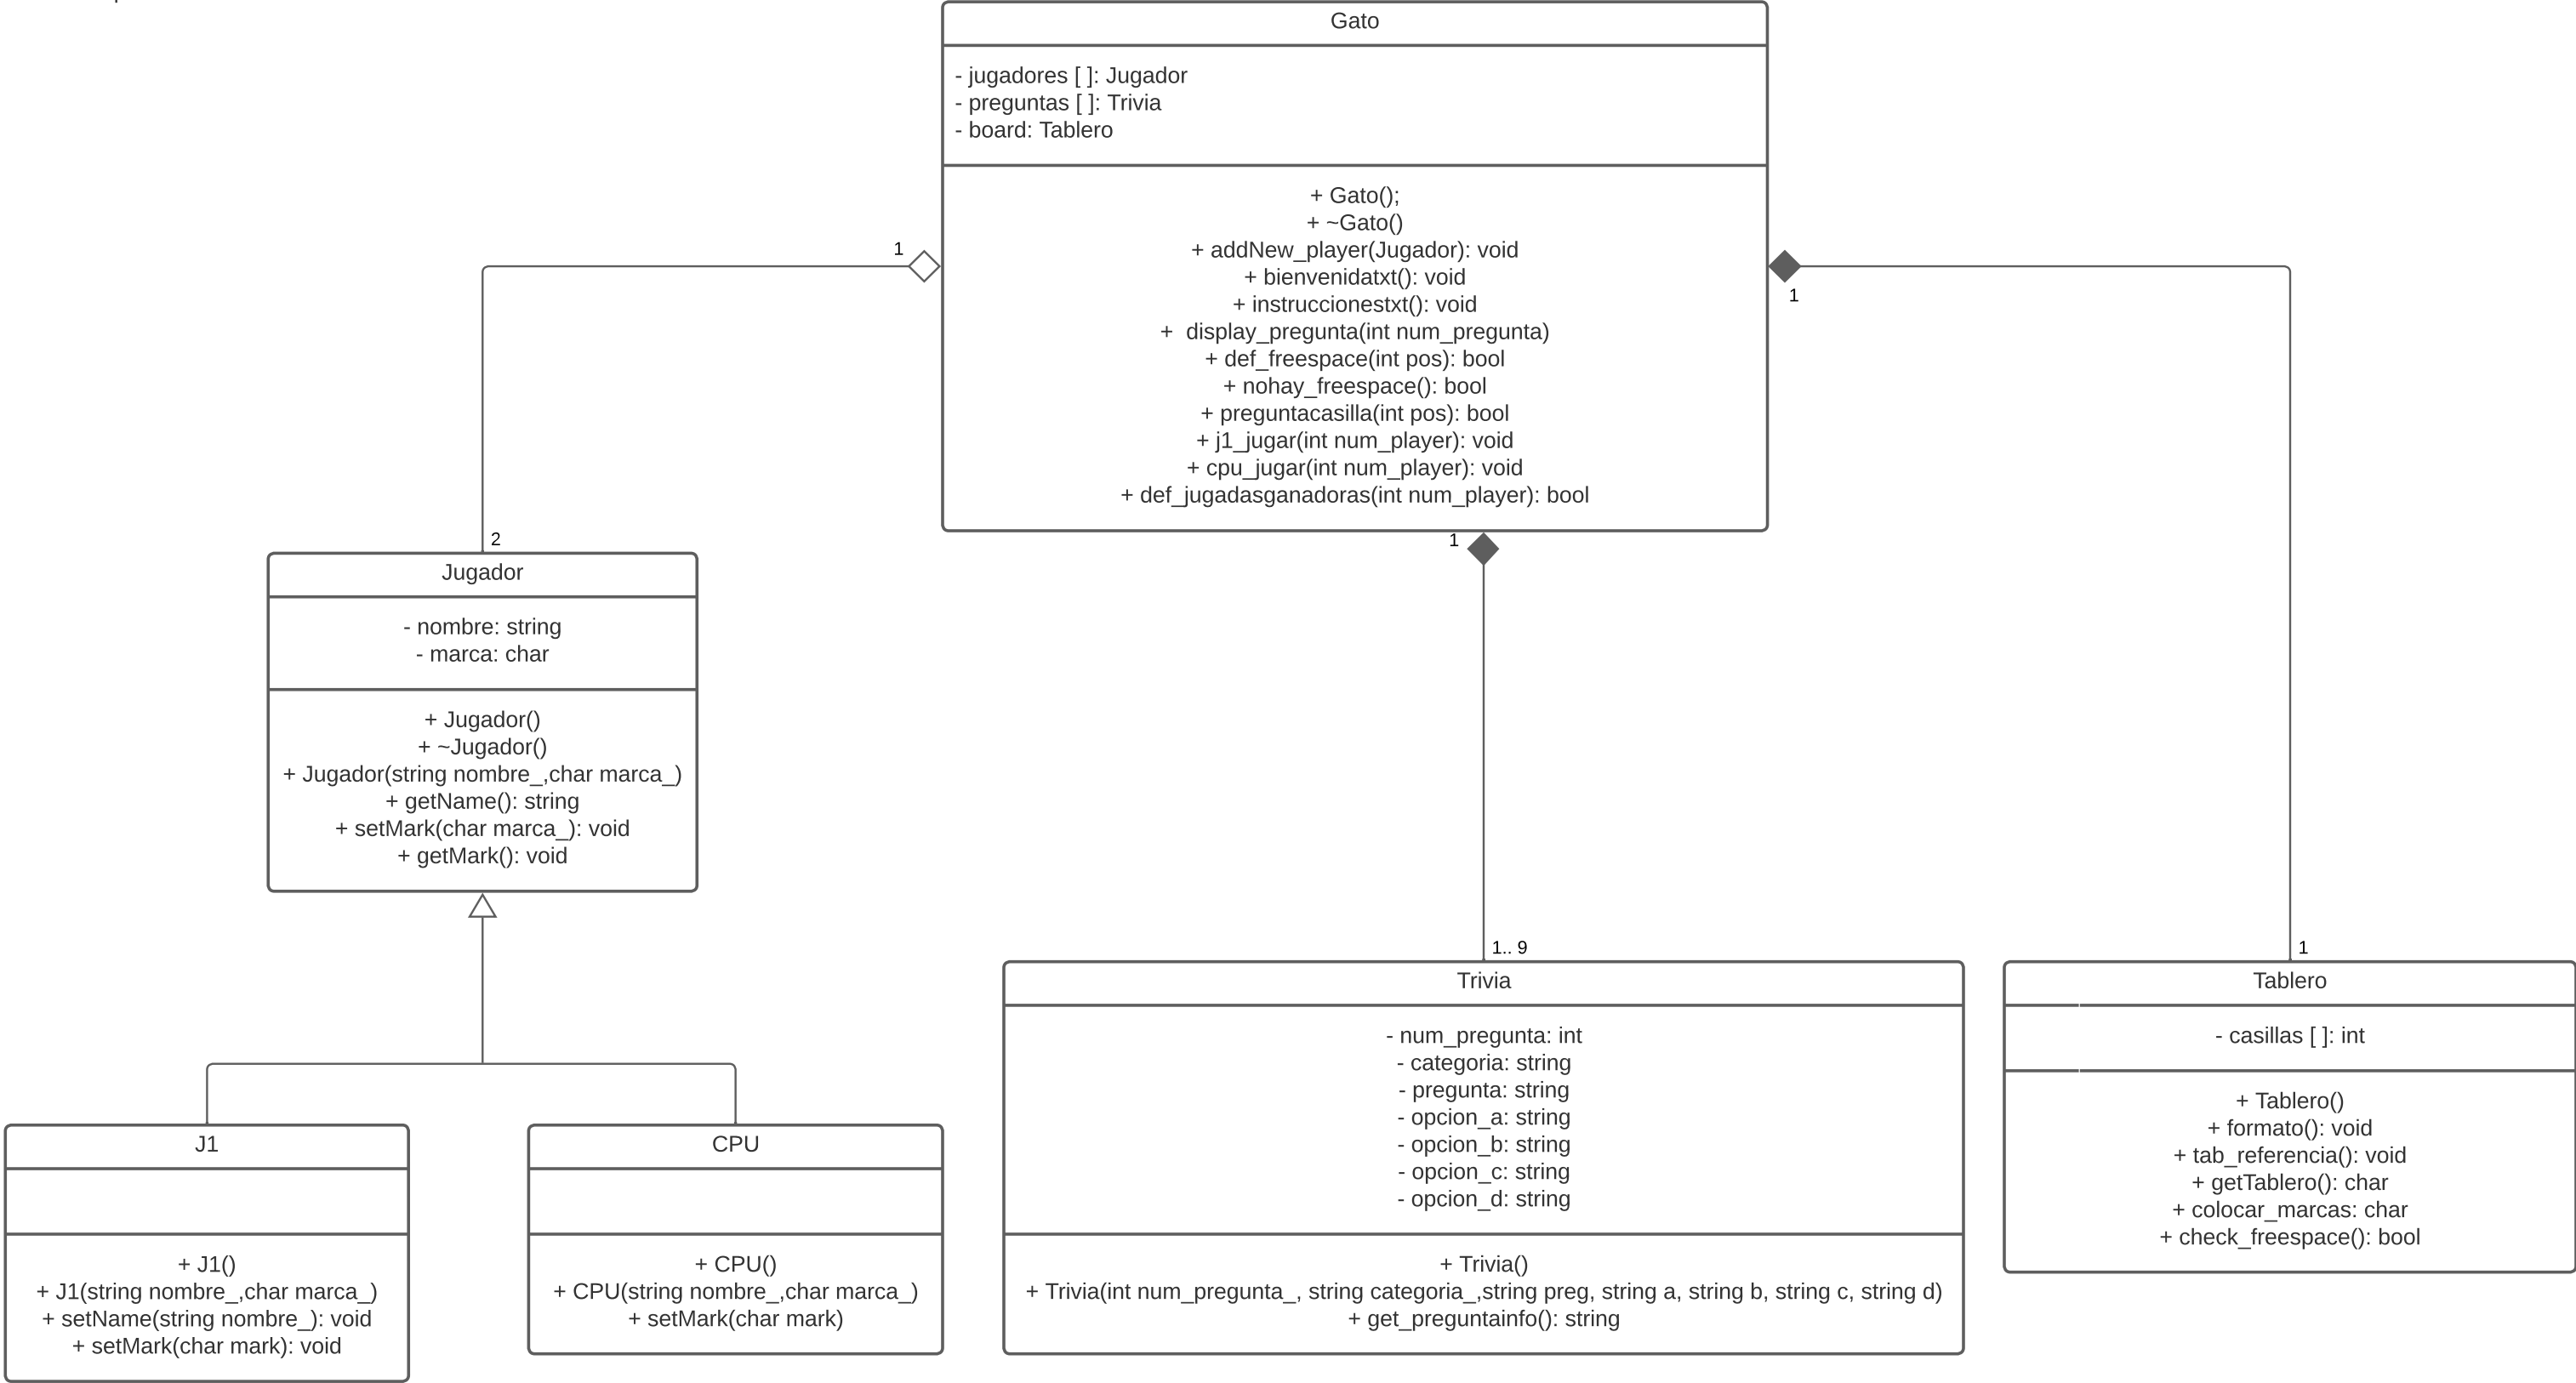 Gato
- jugadores [ ]: Jugador
- preguntas [ ]: Trivia
- board: Tablero
+ Gato();
+ ~Gato()
+ addNew_player(Jugador): void
+ bienvenidatxt(): void
+ instruccionestxt(): void
+  display_pregunta(int num_pregunta)
+ def_freespace(int pos): bool
+ nohay_freespace(): bool
+ preguntacasilla(int pos): bool
+ j1_jugar(int num_player): void
+ cpu_jugar(int num_player): void
+ def_jugadasganadoras(int num_player): bool
1
1
1
2
Jugador
- nombre: string
- marca: char
+ Jugador()
+ ~Jugador()
+ Jugador(string nombre_,char marca_)
+ getName(): string
+ setMark(char marca_): void
+ getMark(): void
J1
+ J1()
+ J1(string nombre_,char marca_)
+ setName(string nombre_): void
+ setMark(char mark): void
CPU
+ CPU()
+ CPU(string nombre_,char marca_)
+ setMark(char mark)
1.. 9
Trivia
- num_pregunta: int
- categoria: string
- pregunta: string
- opcion_a: string
- opcion_b: string
- opcion_c: string
- opcion_d: string
+ Trivia()
+ Trivia(int num_pregunta_, string categoria_,string preg, string a, string b, string c, string d)
+ get_preguntainfo(): string
1
Tablero
- casillas [ ]: int
+ Tablero()
+ formato(): void
+ tab_referencia(): void
+ getTablero(): char
+ colocar_marcas: char
+ check_freespace(): bool